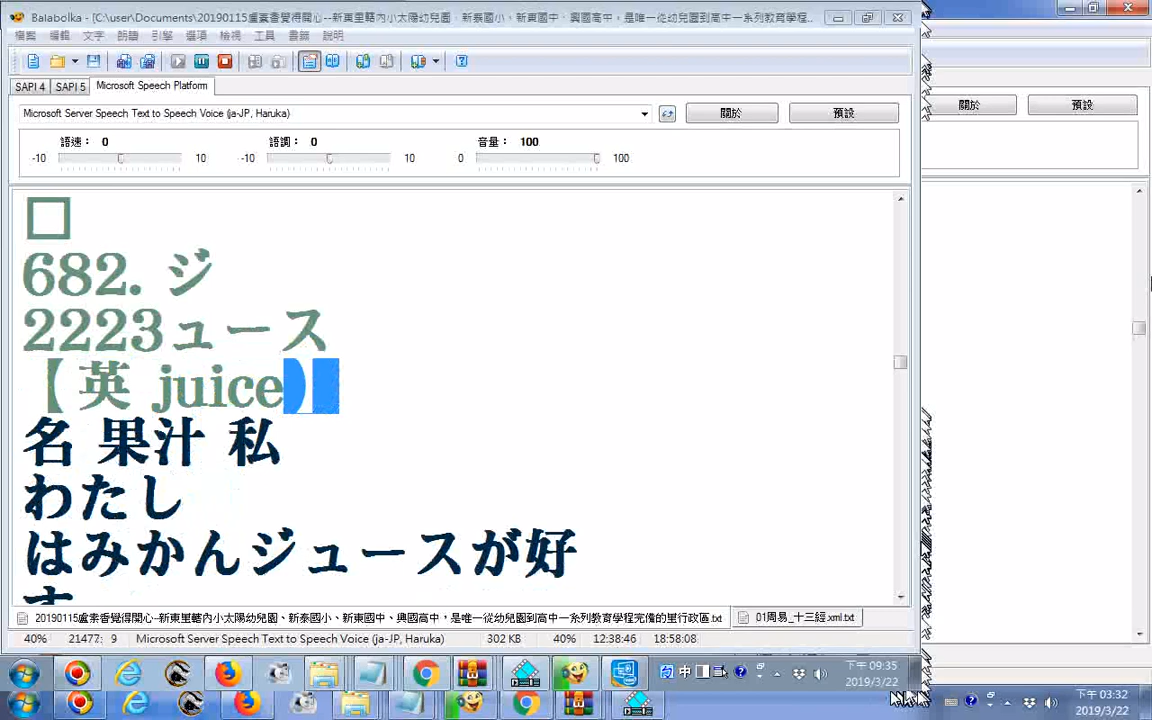 Balabolka - [C:\user\Documents\20190115盧素香覺得開心--新東里轄內小太陽幼兒園、新泰國小、新東國中、興國高中，是唯一從幼兒園到高中一系列教育學程...
檔案 編輯 文字 朗讀 引擎 選項 檢視 工具 書籤 說明
SAPI 4 SAPI 5 Microsoft Speech Platform
Microsoft Server Speech Text to Speech Voice (ja-JP, Haruka) 關於 預設
關於 預設
語速： 0 語調： 0 音量： 100
-10 10 -10 10 0 100
□
682. ジ
2223ュース
【英 juice)】
名 果汁 私
わたし
はみかんジュースが好
す
20190115盧素香覺得開心--新東里轄內小太陽幼兒園、新泰國小、新東國中、興國高中，是唯一從幼兒園到高中一系列教育學程完備的里行政區.txt 01周易_十三經.xml.txt
40% 21477: 9 Microsoft Server Speech Text to Speech Voice (ja-JP, Haruka) 302 KB 40% 12:38:46 18:58:08
中 下午 09:35
2019/3/22
下午 03:32
2019/3/22